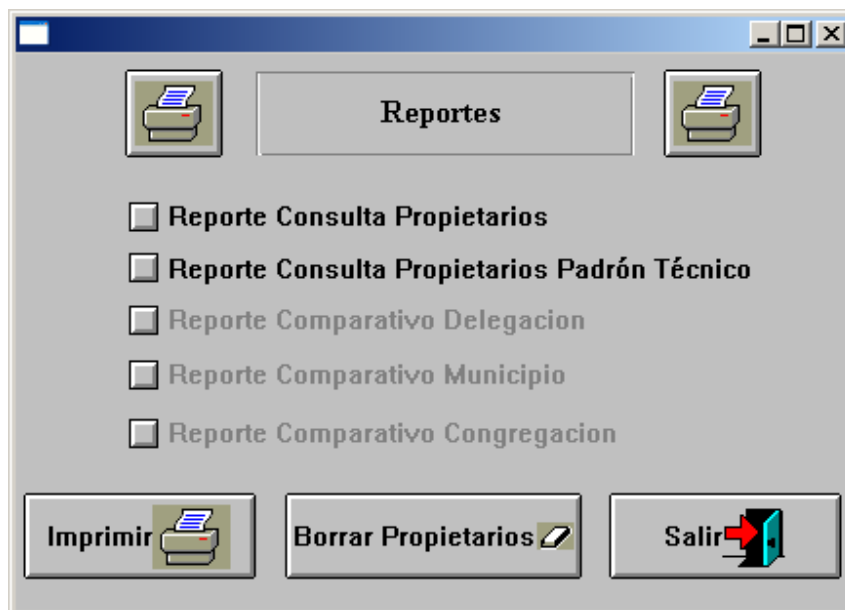 Reportes
Reporte Consulta Propietarios
Reporte Consulta Propietarios Padrón Técnico
Reporte Comparativo Delegacion
Reporte Comparativo Municipio
Reporte Comparativo Congregacion
Imprimir
Borrar Propietarios
Salir